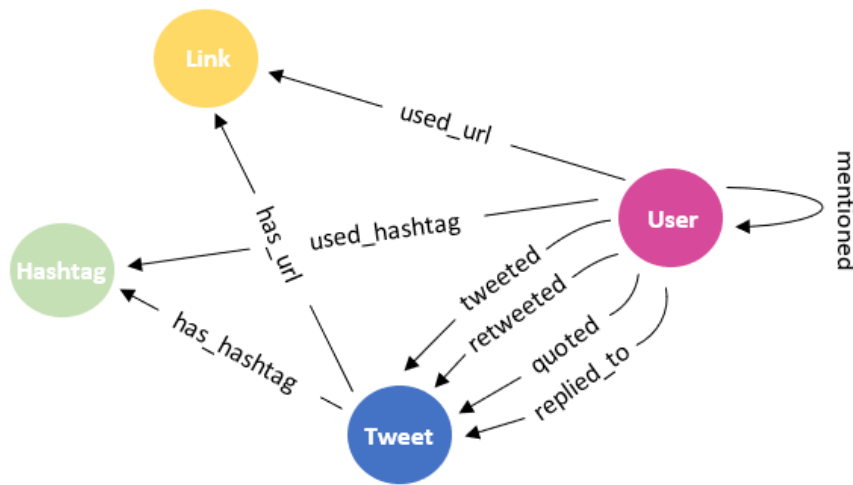 Link
used_url
mentioned
User
has_url
used_hashtag
Hashtag
tweeted
retweeted
has_hashtag
quoted
replied_to
Tweet